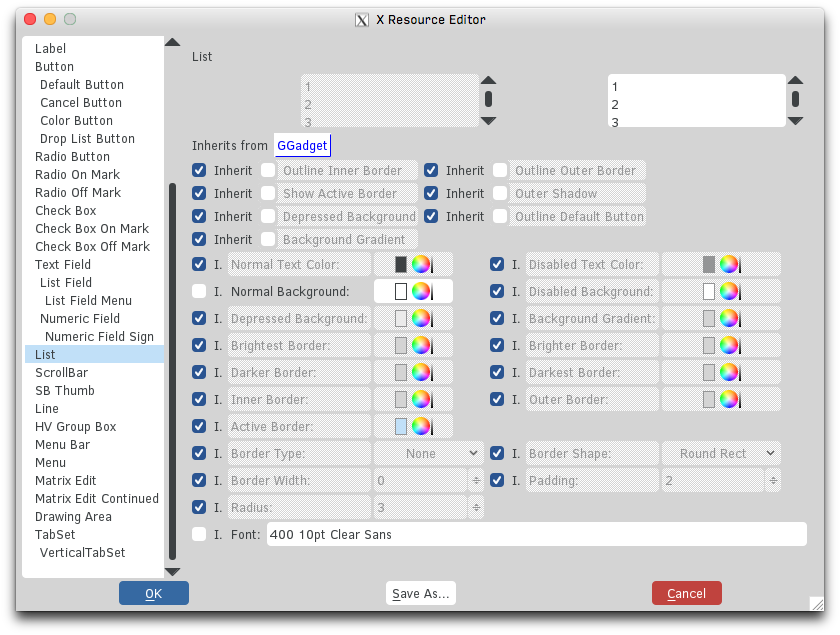 X Resource Editor
Label
Button
Default Button
Cancel Button
Color Button
Drop List Button
Radio Button
Radio On Mark
Radio Off Mark
Check Box
Check Box On Mark
Check Box Off Mark
Text Field
List Field
List Field Menu
Numeric Field
Numeric Field Sign
List
ScrollBar
SB Thumb
Line
HV Group Box
Menu Bar
Menu
Matrix Edit
Matrix Edit Continued
Drawing Area
TabSet
VerticalTabSet
List
1 1
2 2
3 3
Inherits from GGadget
Inherit Outline Inner Border Inherit Outline Outer Border
Inherit Show Active Border Inherit Outer Shadow
Inherit Depressed Background Inherit Outline Default Button
Inherit Background Gradient
I. Normal Text Color: I. Disabled Text Color:
I. Normal Background: I. Disabled Background:
I. Depressed Background: I. Background Gradient:
I. Brightest Border: I. Brighter Border:
I. Darker Border: I. Darkest Border:
I. Inner Border: I. Outer Border:
I. Active Border:
I. Border Type: None I. Border Shape: Round Rect
I. Border Width: 0 I. Padding: 2
I. Radius: 3
I. Font: 400 10pt Clear Sans
OK Save As... Cancel